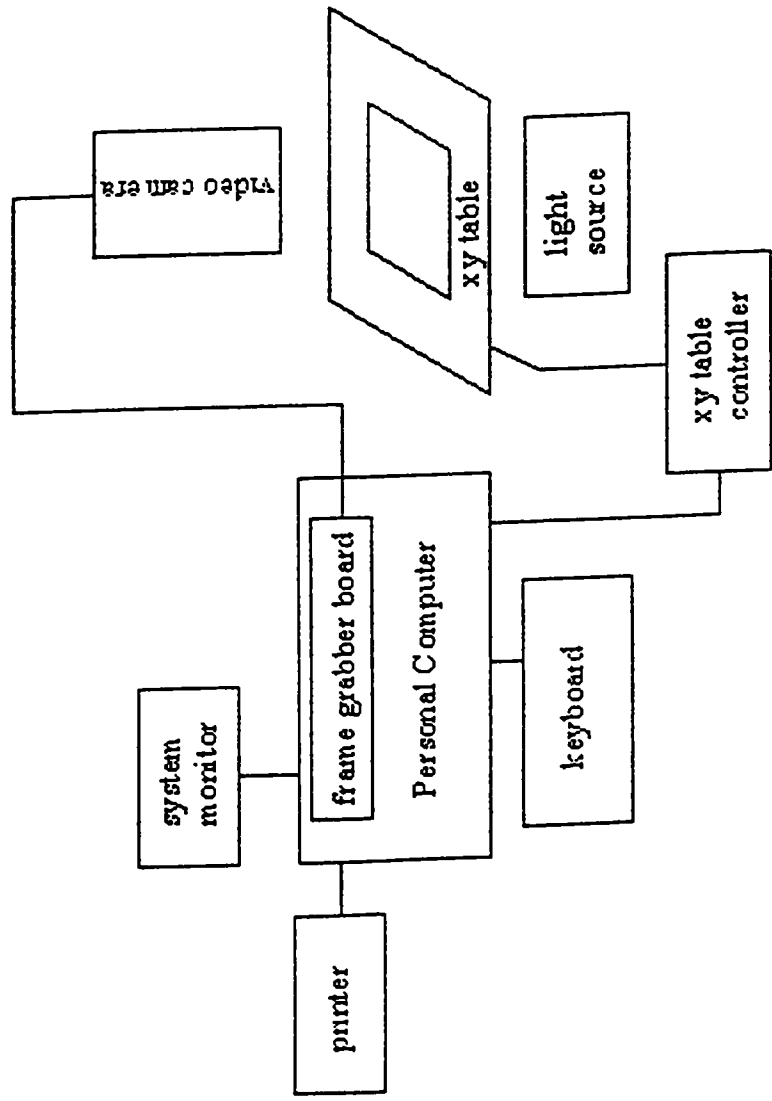 video camera
xy table
light
source
xy table
controller
frame grabber board
Personal Computer
system
monitor
keyboard
printer